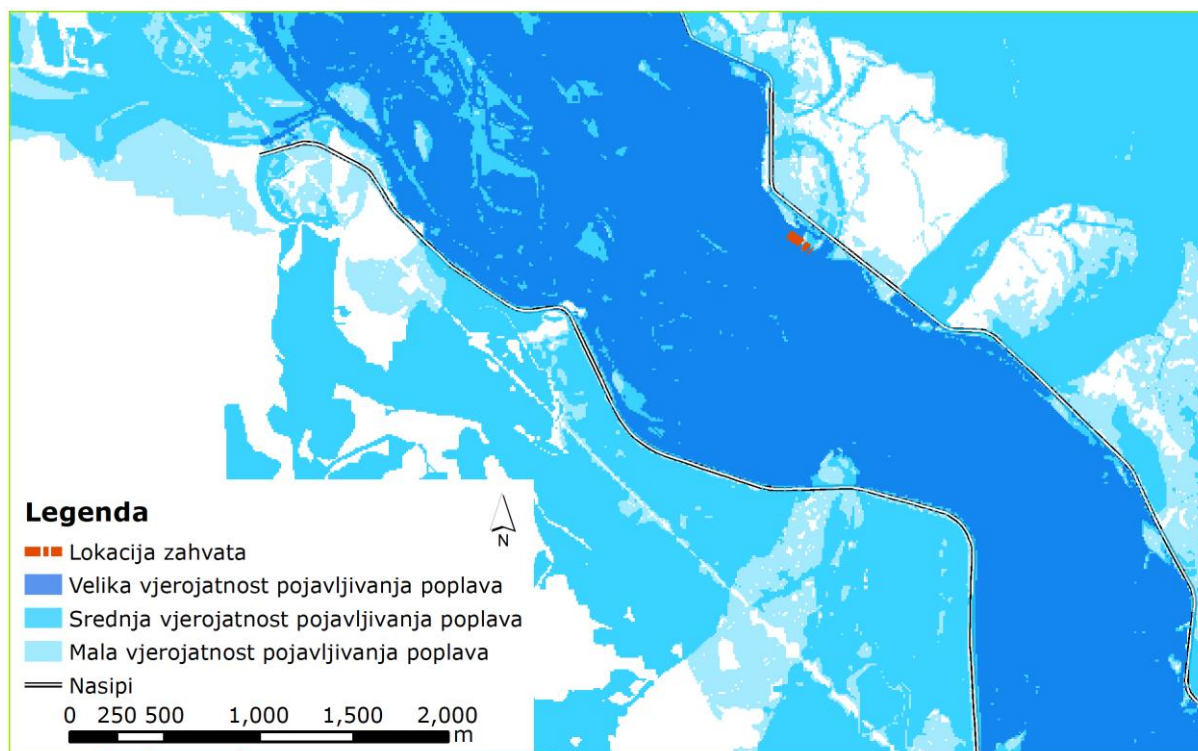 Legenda
N
Lokacija zahvata
Velika vjerojatnost pojavljivanja poplava
Srednja vjerojatnost pojavljivanja poplava
Mala vjerojatnost pojavljivanja poplava
Nasipi
0 250 500 1,000 1,500 2,000
m